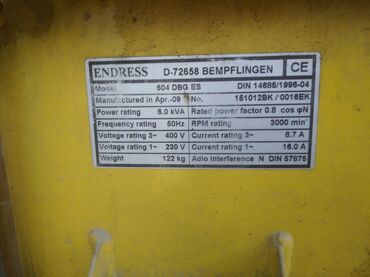 ENDRESS D-72658 BEMPFLINGEN CE
Model 604 DBG ES DIN 14685/1996-04
Manufactured in Apr.-09 No. 151012BK / 0016EK
Power rating 6.0 kVA Rated power factor 0.8 cos φN
Frequency rating 50Hz RPM rating 3000 min⁻
Voltage rating 3~ 400 V Current rating 3~ 8.7 A
Voltage rating 1~ 230 V Current rating 1~ 16.0 A
Weight 122 kg Adio interference N DIN 57875